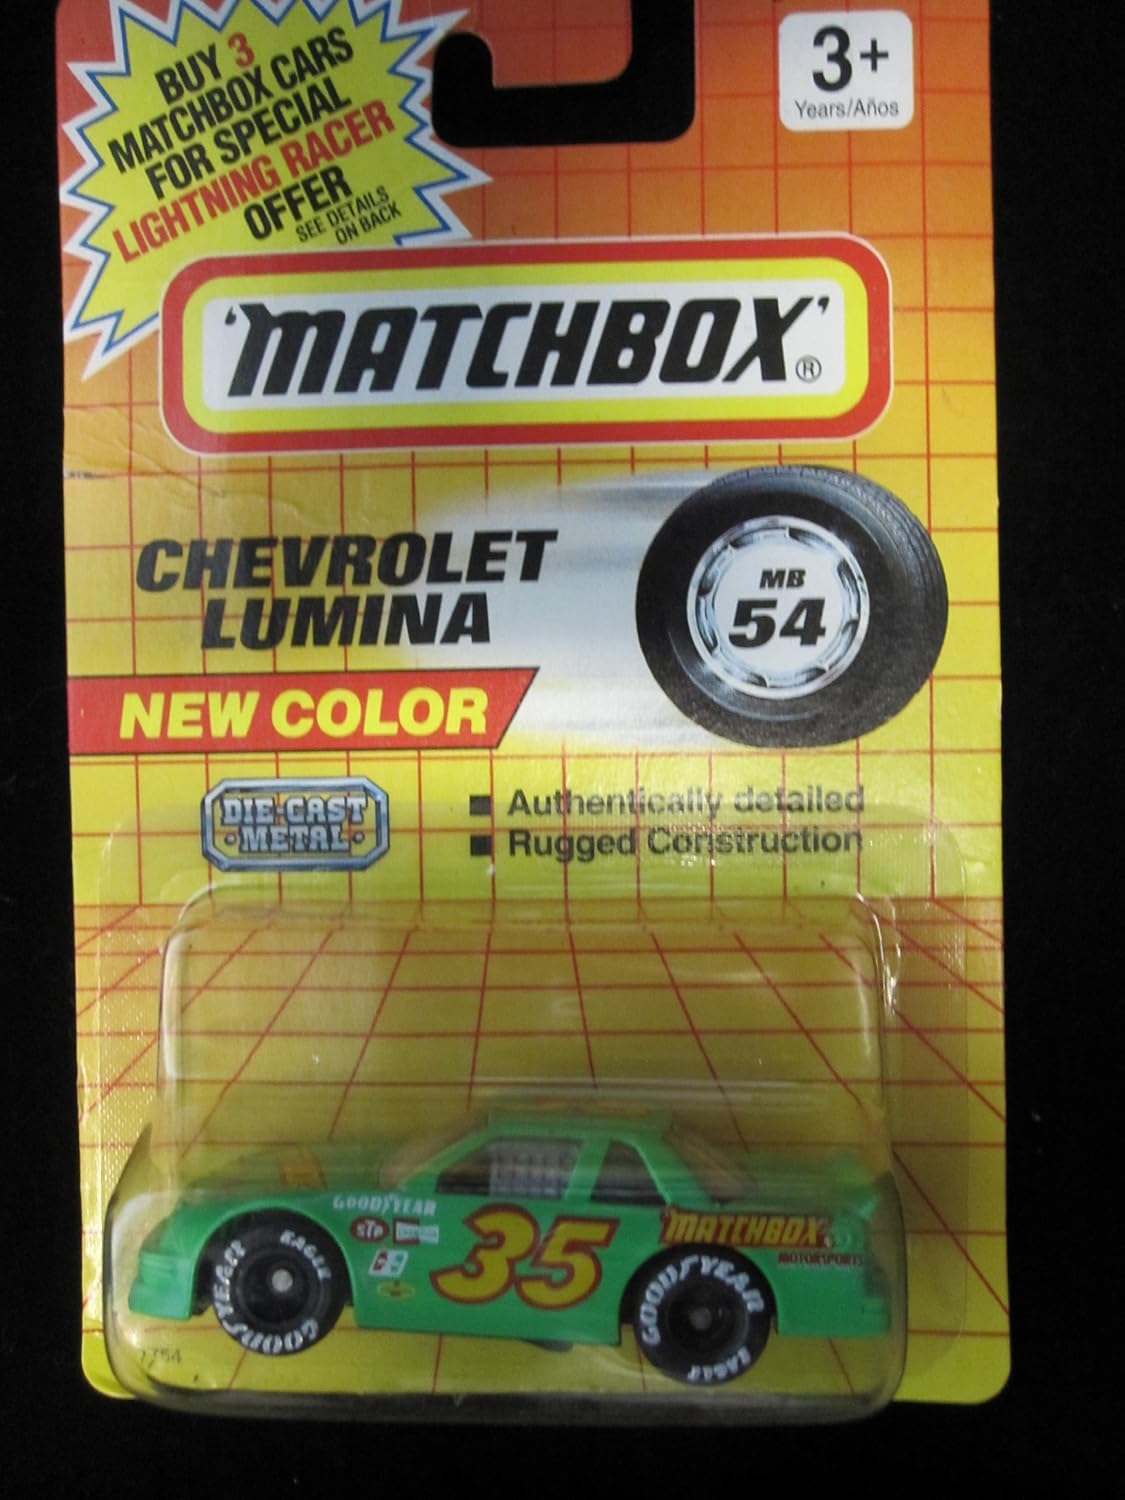 BUY 3
MATCHBOX CARS
FOR SPECIAL
LIGHTNING RACER
OFFER
SEE DETAILS
ON BACK
3+
Years/Años
'MATCHBOX'®
CHEVROLET
LUMINA
MB
54
NEW COLOR
DIE-CAST
·METAL·
■ Authentically detailed
■ Rugged Construction
GOODYEAR
STP
35
MATCHBOX
MOTORSPORTS
GOODYEAR
EAGLE
GOODYEAR
EAGLE